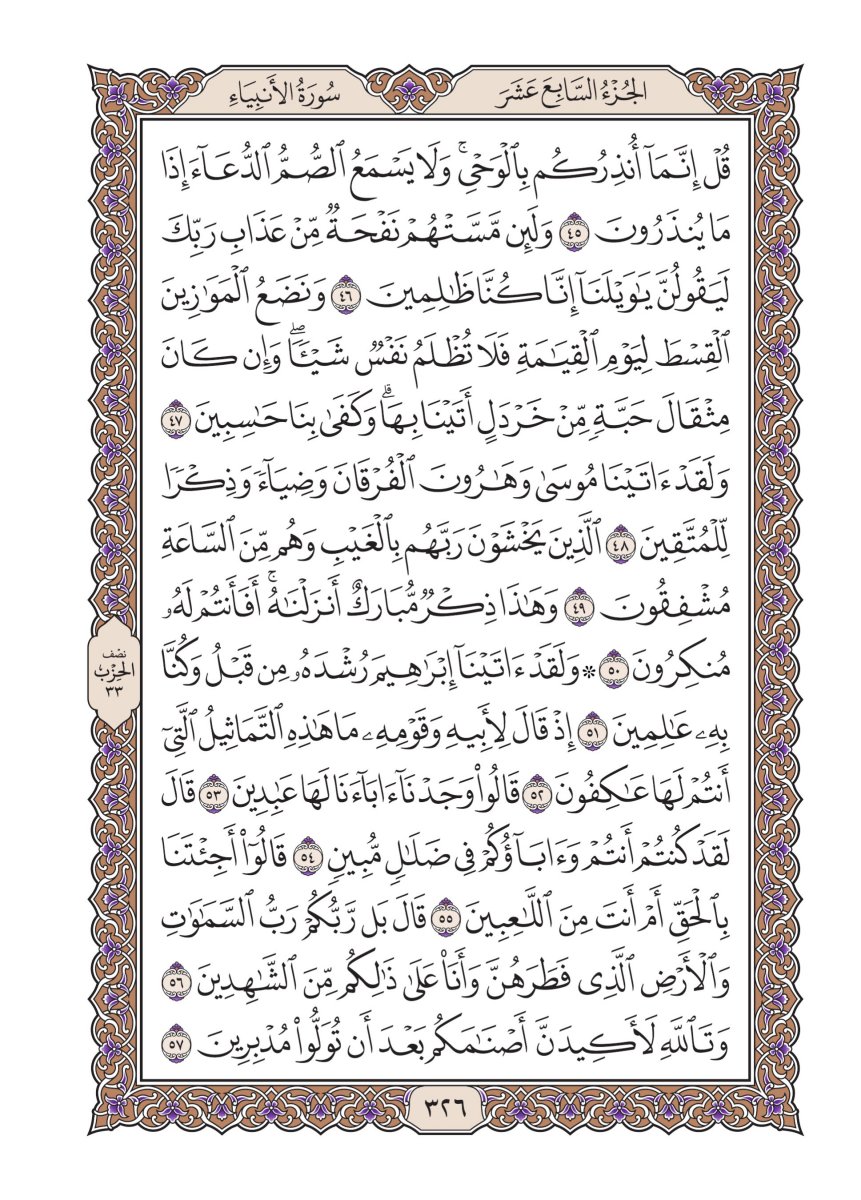 الجُزْءُ السَّابِعَ عَشَرَ
سُورَةُ الأَنبِيَاءِ
قُلْ إِنَّمَآ أُنذِرُكُم بِٱلْوَحْيِۚ وَلَا يَسْمَعُ ٱلصُّمُّ ٱلدُّعَآءَ إِذَا
مَا يُنذَرُونَ ٤٥ وَلَئِن مَّسَّتْهُمْ نَفْحَةٌ مِّنْ عَذَابِ رَبِّكَ
لَيَقُولُنَّ يَٰوَيْلَنَآ إِنَّا كُنَّا ظَٰلِمِينَ ٤٦ وَنَضَعُ ٱلْمَوَٰزِينَ
ٱلْقِسْطَ لِيَوْمِ ٱلْقِيَٰمَةِ فَلَا تُظْلَمُ نَفْسٌ شَيْـًٔاۖ وَإِن كَانَ
مِثْقَالَ حَبَّةٍ مِّنْ خَرْدَلٍ أَتَيْنَا بِهَاۗ وَكَفَىٰ بِنَا حَٰسِبِينَ ٤٧
وَلَقَدْ ءَاتَيْنَا مُوسَىٰ وَهَٰرُونَ ٱلْفُرْقَانَ وَضِيَآءً وَذِكْرًا
لِّلْمُتَّقِينَ ٤٨ ٱلَّذِينَ يَخْشَوْنَ رَبَّهُم بِٱلْغَيْبِ وَهُم مِّنَ ٱلسَّاعَةِ
مُشْفِقُونَ ٤٩ وَهَٰذَا ذِكْرٌ مُّبَارَكٌ أَنزَلْنَٰهُۚ أَفَأَنتُمْ لَهُۥ
مُنكِرُونَ ٥٠ ۞ وَلَقَدْ ءَاتَيْنَآ إِبْرَٰهِيمَ رُشْدَهُۥ مِن قَبْلُ وَكُنَّا
بِهِۦ عَٰلِمِينَ ٥١ إِذْ قَالَ لِأَبِيهِ وَقَوْمِهِۦ مَا هَٰذِهِ ٱلتَّمَاثِيلُ ٱلَّتِىٓ
أَنتُمْ لَهَا عَٰكِفُونَ ٥٢ قَالُوا۟ وَجَدْنَآ ءَابَآءَنَا لَهَا عَٰبِدِينَ ٥٣ قَالَ
لَقَدْ كُنتُمْ أَنتُمْ وَءَابَآؤُكُمْ فِى ضَلَٰلٍ مُّبِينٍ ٥٤ قَالُوٓا۟ أَجِئْتَنَا
بِٱلْحَقِّ أَمْ أَنتَ مِنَ ٱللَّٰعِبِينَ ٥٥ قَالَ بَل رَّبُّكُمْ رَبُّ ٱلسَّمَٰوَٰتِ
وَٱلْأَرْضِ ٱلَّذِى فَطَرَهُنَّ وَأَنَا۠ عَلَىٰ ذَٰلِكُم مِّنَ ٱلشَّٰهِدِينَ ٥٦
وَتَٱللَّهِ لَأَكِيدَنَّ أَصْنَٰمَكُم بَعْدَ أَن تُوَلُّوا۟ مُدْبِرِينَ ٥٧
نصف
الحزب
٣٣
٣٢٦